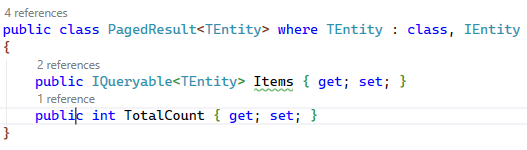 4 references
public class PagedResult<TEntity> where TEntity : class, IEntity
{
2 references
public IQueryable<TEntity> Items { get; set; }
1 reference
public int TotalCount { get; set; }
}